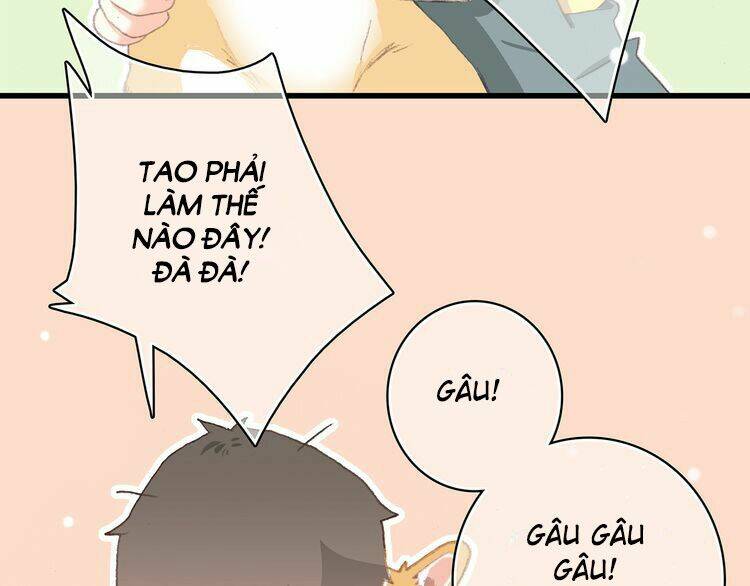 TAO PHẢI
LÀM THẾ
NÀO ĐÂY!
ĐÀ ĐÀ!
GÂU!
GÂU GÂU
GÂU!